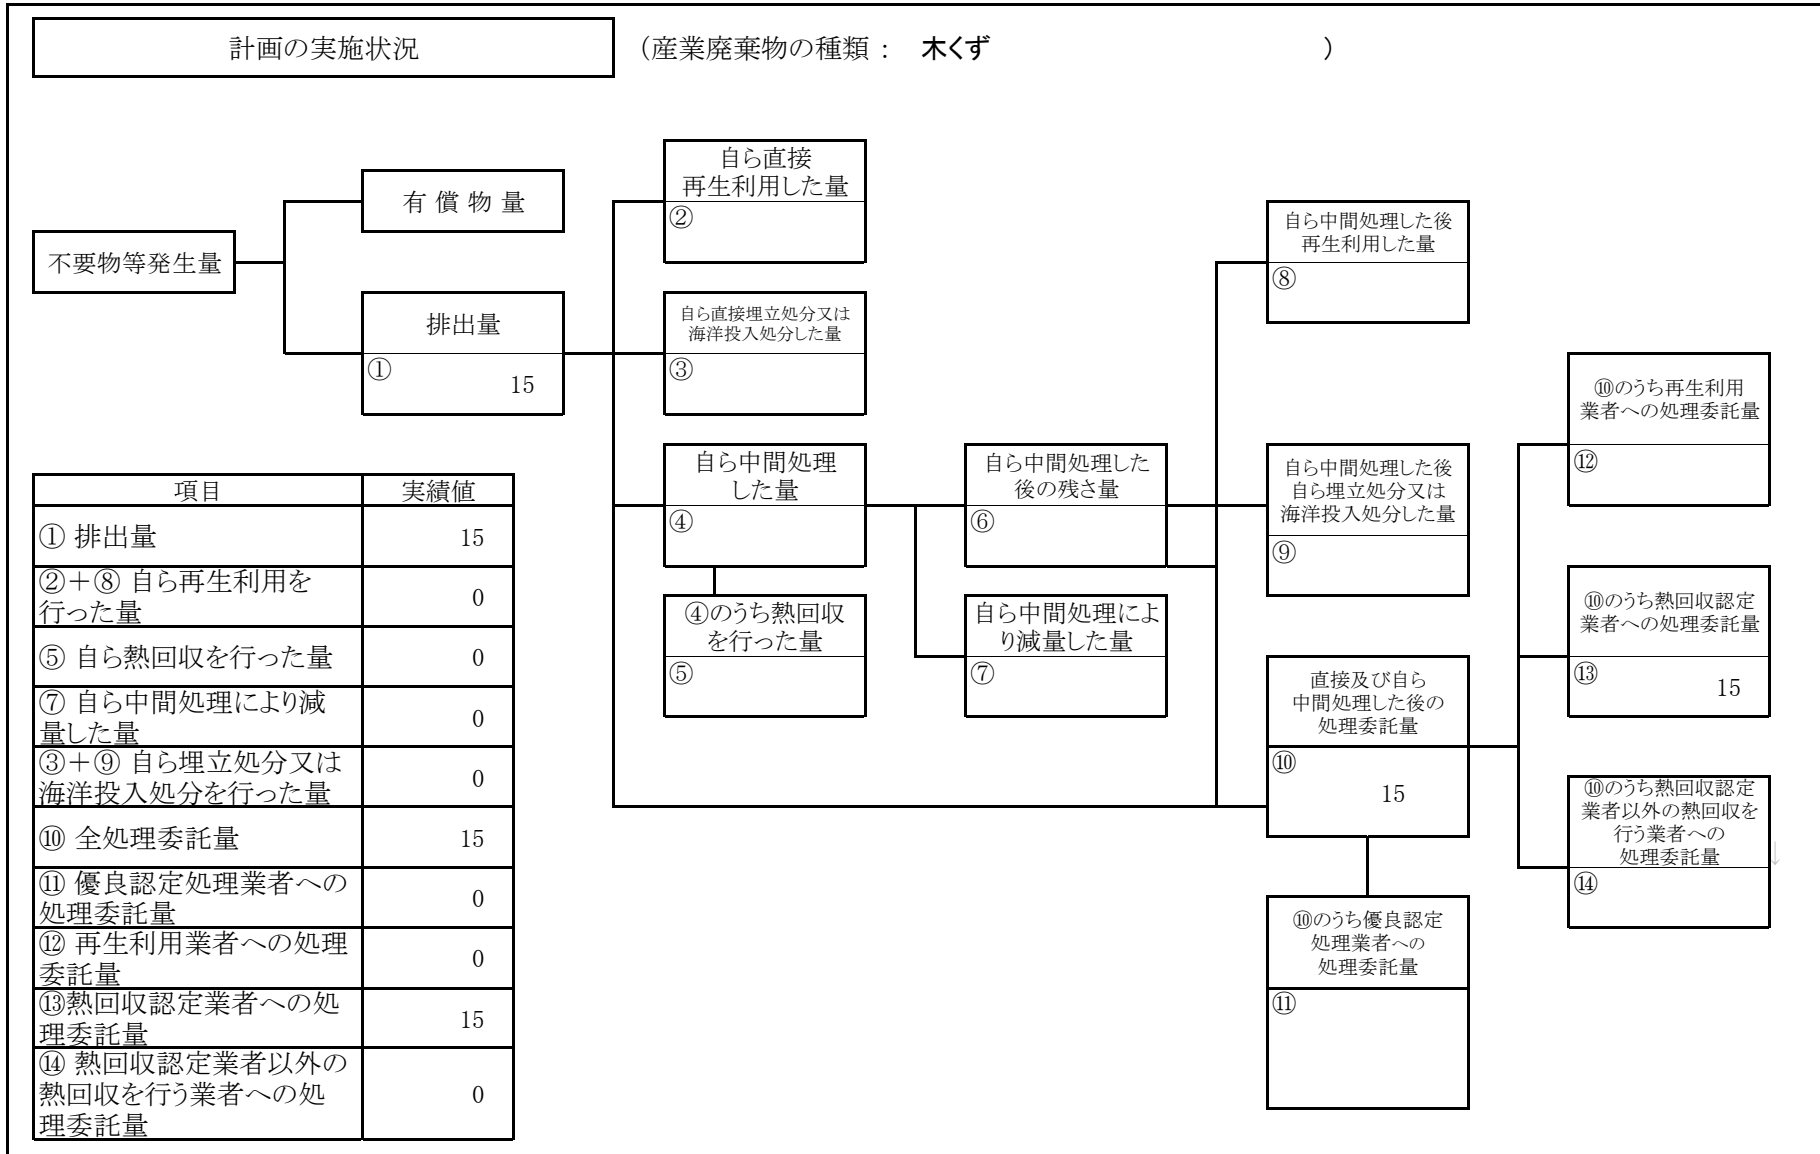 計画の実施状況
(産業廃棄物の種類： 木くず )
自ら直接
再生利用した量
②
有償物量
不要物等発生量
自ら中間処理した後
再生利用した量
⑧
排出量
①
15
自ら直接埋立処分又は
海洋投入処分した量
③
⑩のうち再生利用
業者への処理委託量
⑫
自ら中間処理
した量
④
自ら中間処理した
後の残さ量
⑥
自ら中間処理した後
自ら埋立処分又は
海洋投入処分した量
⑨
④のうち熱回収
を行った量
⑤
自ら中間処理によ
り減量した量
⑦
⑩のうち熱回収認定
業者への処理委託量
⑬
15
直接及び自ら
中間処理した後の
処理委託量
⑩
15
⑩のうち熱回収認定
業者以外の熱回収を
行う業者への
処理委託量
↓
⑭
⑩のうち優良認定
処理業者への
処理委託量
⑪
項目 実績値
① 排出量 15
②＋⑧ 自ら再生利用を
行った量 0
⑤ 自ら熱回収を行った量 0
⑦ 自ら中間処理により減
量した量 0
③＋⑨ 自ら埋立処分又は
海洋投入処分を行った量 0
⑩ 全処理委託量 15
⑪ 優良認定処理業者への
処理委託量 0
⑫ 再生利用業者への処理
委託量 0
⑬熱回収認定業者への処
理委託量 15
⑭ 熱回収認定業者以外の
熱回収を行う業者への処
理委託量 0